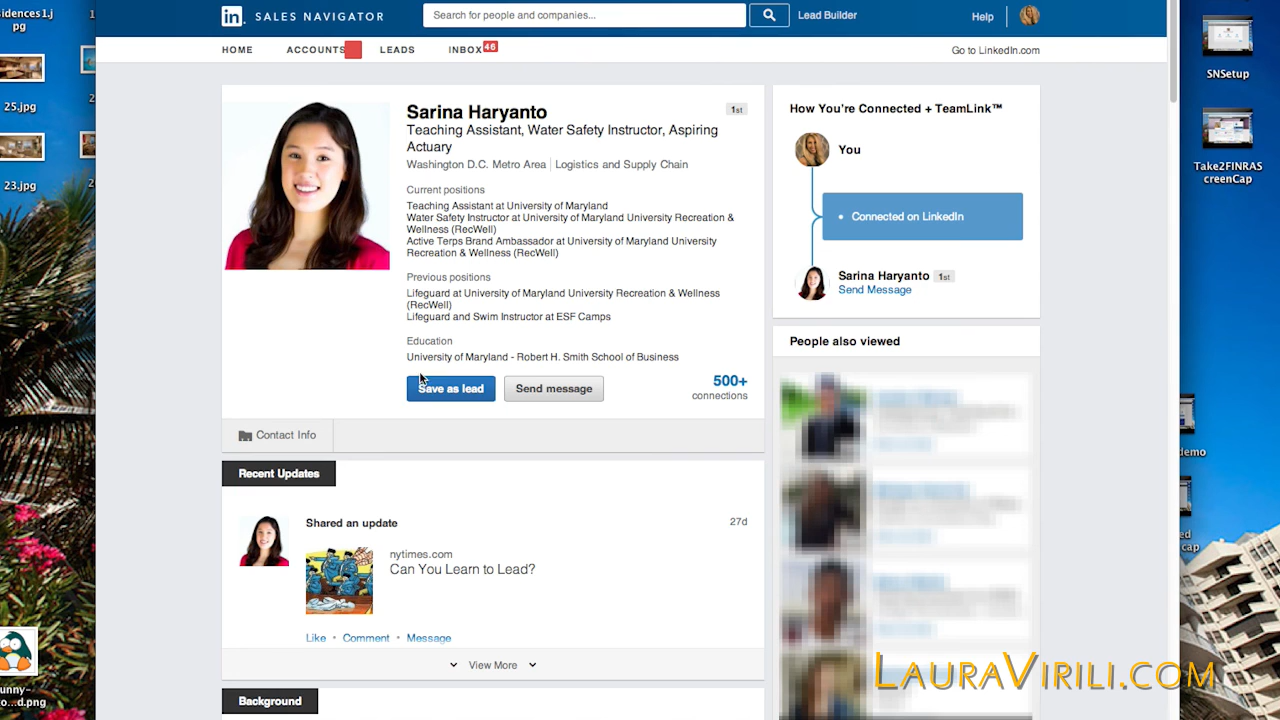 sidences1.j
pg
25.jpg
23.jpg
unny-
o...d.png
in SALES NAVIGATOR
Search for people and companies...
Lead Builder
Help
HOME
ACCOUNTS
LEADS
INBOX 46
Go to LinkedIn.com
Sarina Haryanto
1st
Teaching Assistant, Water Safety Instructor, Aspiring
Actuary
Washington D.C. Metro Area | Logistics and Supply Chain
Current positions
Teaching Assistant at University of Maryland
Water Safety Instructor at University of Maryland University Recreation &
Wellness (RecWell)
Active Terps Brand Ambassador at University of Maryland University
Recreation & Wellness (RecWell)
Previous positions
Lifeguard at University of Maryland University Recreation & Wellness
(RecWell)
Lifeguard and Swim Instructor at ESF Camps
Education
University of Maryland - Robert H. Smith School of Business
Save as lead
Send message
500+
connections
Contact Info
Recent Updates
Shared an update
27d
nytimes.com
Can You Learn to Lead?
Like • Comment • Message
View More
Background
How You're Connected + TeamLink™
You
• Connected on LinkedIn
Sarina Haryanto 1st
Send Message
People also viewed
SNSetup
Take2FINRAS
creenCap
demo
ed
cap
LAURAVIRILI.COM